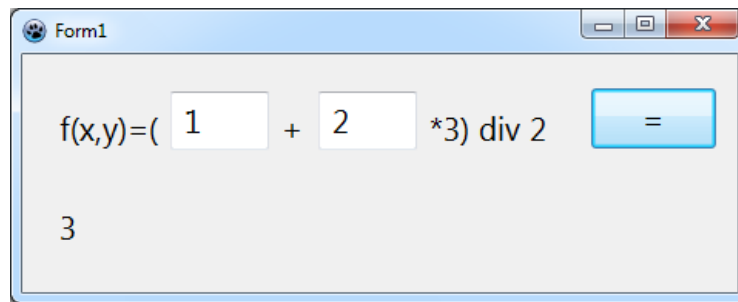 Form1
f(x,y)=( 1 + 2 *3) div 2 =
3